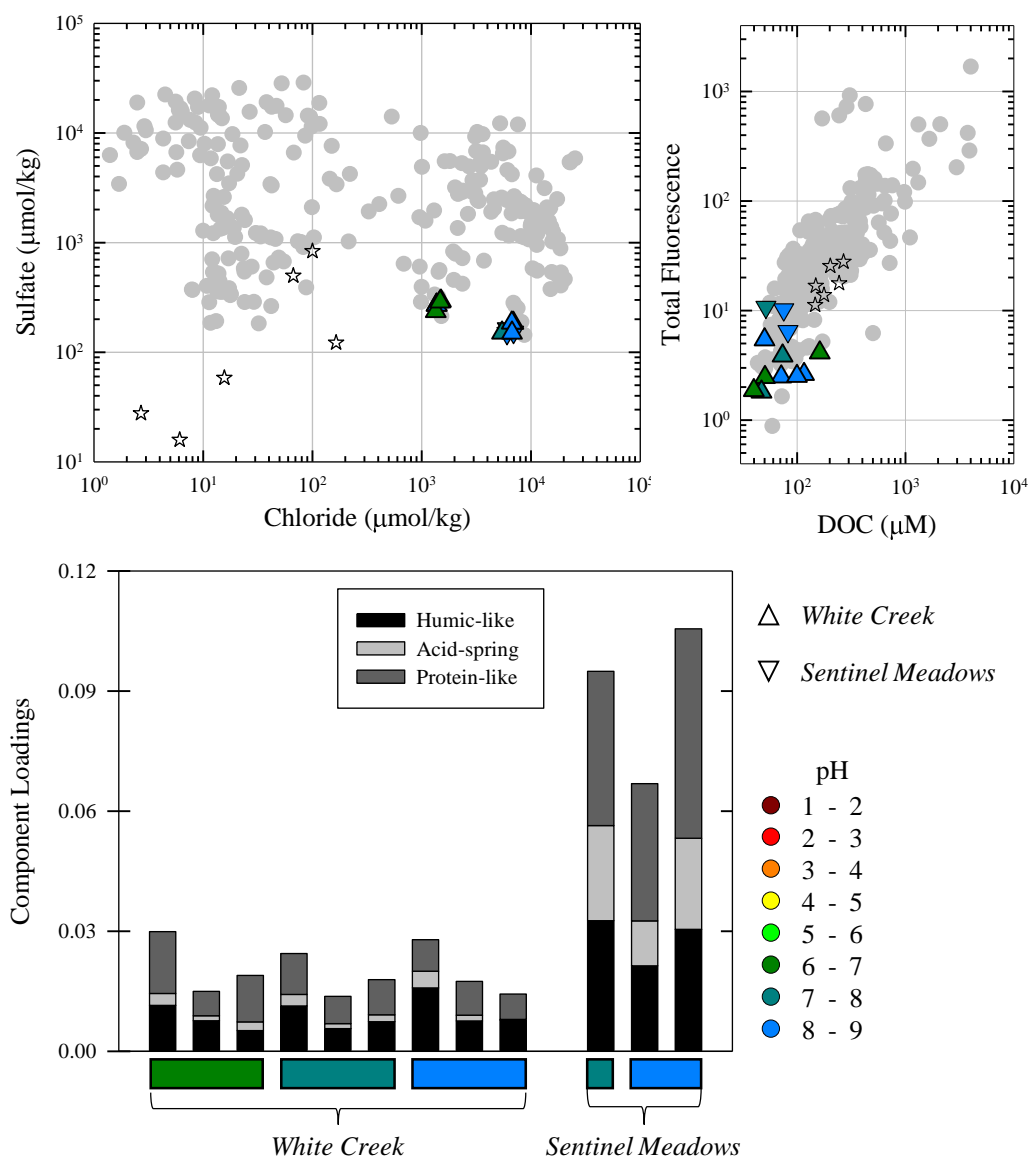 Sulfate (μmol/kg)
10⁵
10⁴
10³
10²
10¹
10⁰ 10¹ 10² 10³ 10⁴ 10⁵
Chloride (μmol/kg)
Total Fluorescence
10³
10²
10¹
10⁰
10² 10³ 10⁴
DOC (μM)
Component Loadings
0.12
0.09
0.06
0.03
0.00
Humic-like
Acid-spring
Protein-like
White Creek
Sentinel Meadows
White Creek
Sentinel Meadows
pH
1 - 2
2 - 3
3 - 4
4 - 5
5 - 6
6 - 7
7 - 8
8 - 9